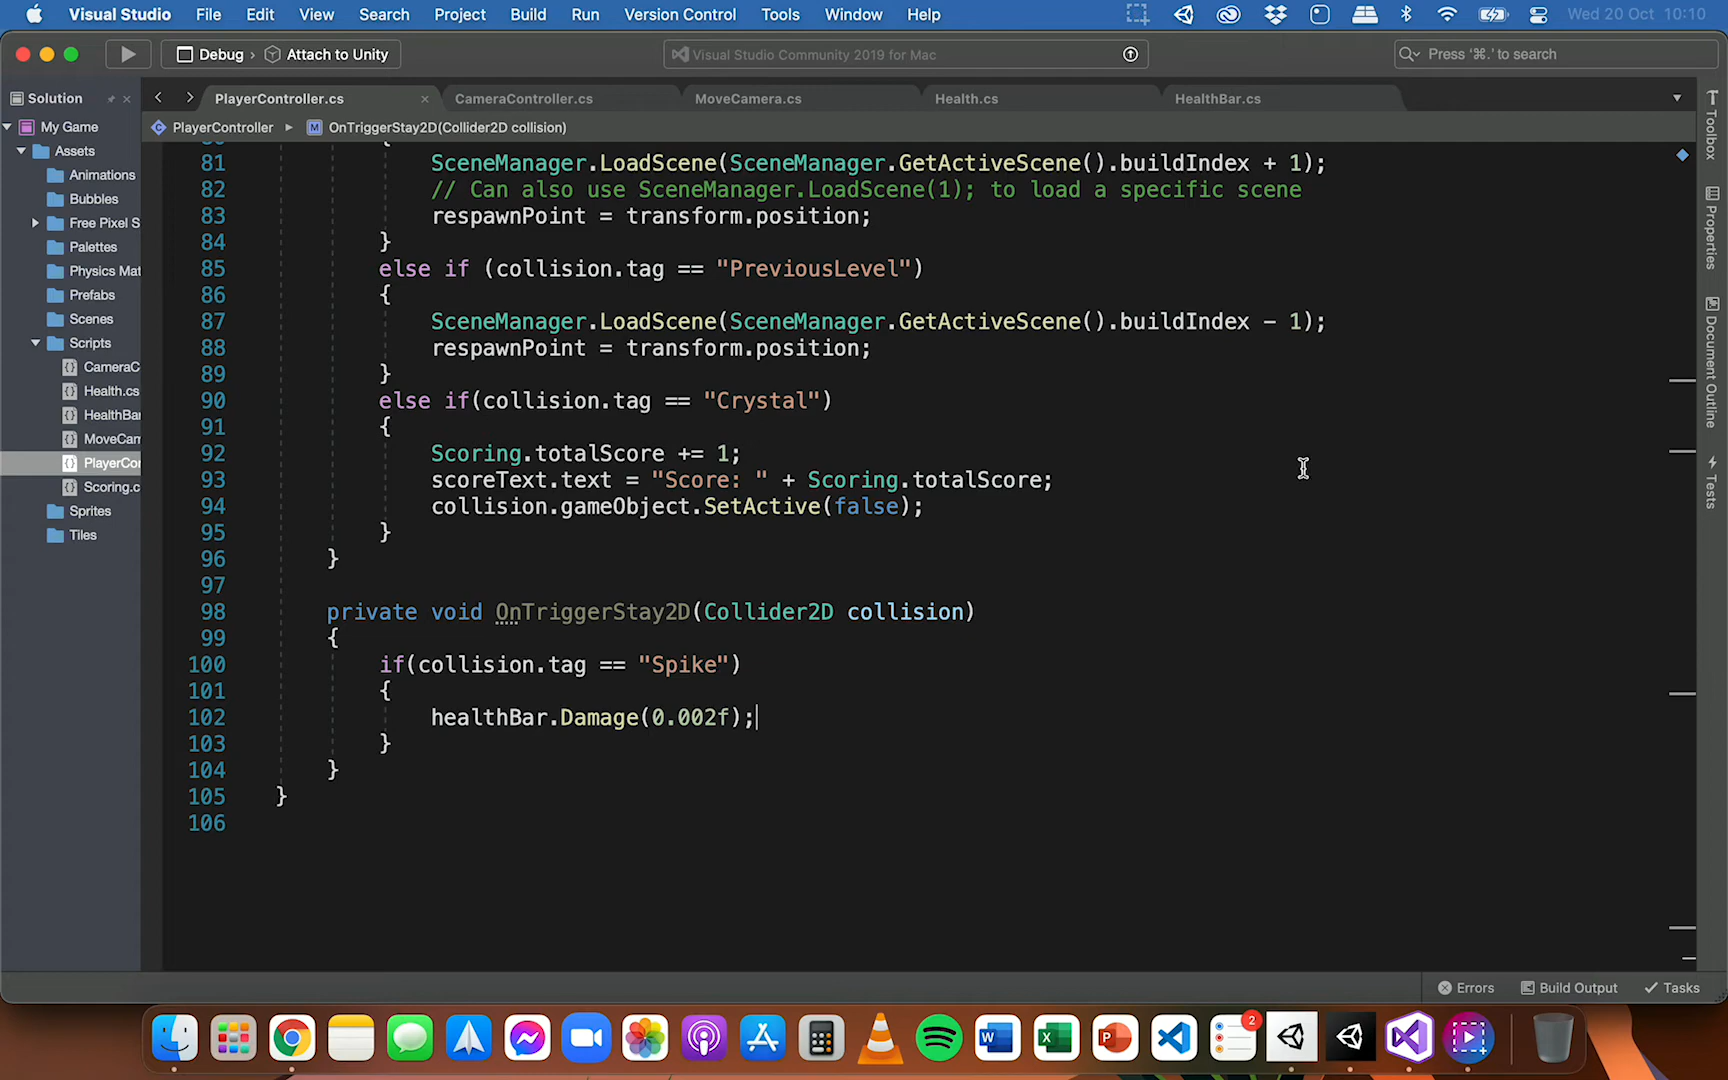 Visual Studio File Edit View Search Project Build Run Version Control Tools Window Help Wed 20 Oct 10:10
Debug › Attach to Unity
Visual Studio Community 2019 for Mac
Press '⌘.' to search
Solution
PlayerController.cs
CameraController.cs
MoveCamera.cs
Health.cs
HealthBar.cs
PlayerController
OnTriggerStay2D(Collider2D collision)
My Game
Assets
Animations
Bubbles
Free Pixel S
Palettes
Physics Mat
Prefabs
Scenes
Scripts
CameraC
Health.cs
HealthBar
MoveCam
PlayerCon
Scoring.c
Sprites
Tiles
81 SceneManager.LoadScene(SceneManager.GetActiveScene().buildIndex + 1);
82 // Can also use SceneManager.LoadScene(1); to load a specific scene
83 respawnPoint = transform.position;
84 }
85 else if (collision.tag == "PreviousLevel")
86 {
87 SceneManager.LoadScene(SceneManager.GetActiveScene().buildIndex - 1);
88 respawnPoint = transform.position;
89 }
90 else if(collision.tag == "Crystal")
91 {
92 Scoring.totalScore += 1;
93 scoreText.text = "Score: " + Scoring.totalScore;
94 collision.gameObject.SetActive(false);
95 }
96 }
97
98 private void OnTriggerStay2D(Collider2D collision)
99 {
100 if(collision.tag == "Spike")
101 {
102 healthBar.Damage(0.002f);
103 }
104 }
105 }
106
Toolbox
Properties
Document Outline
Tests
Errors
Build Output
Tasks
2